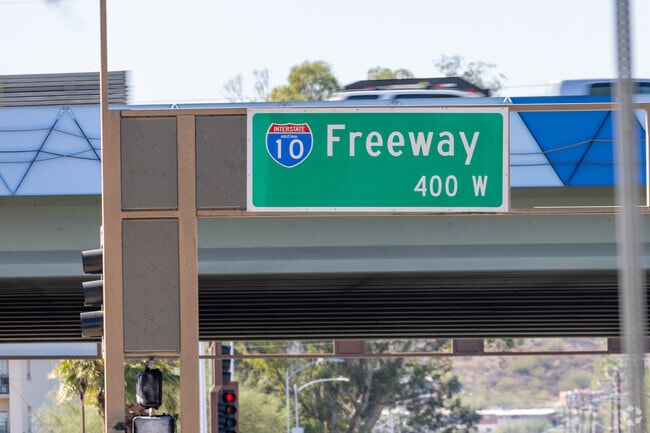 INTERSTATE
ARIZONA
10
Freeway
400 W